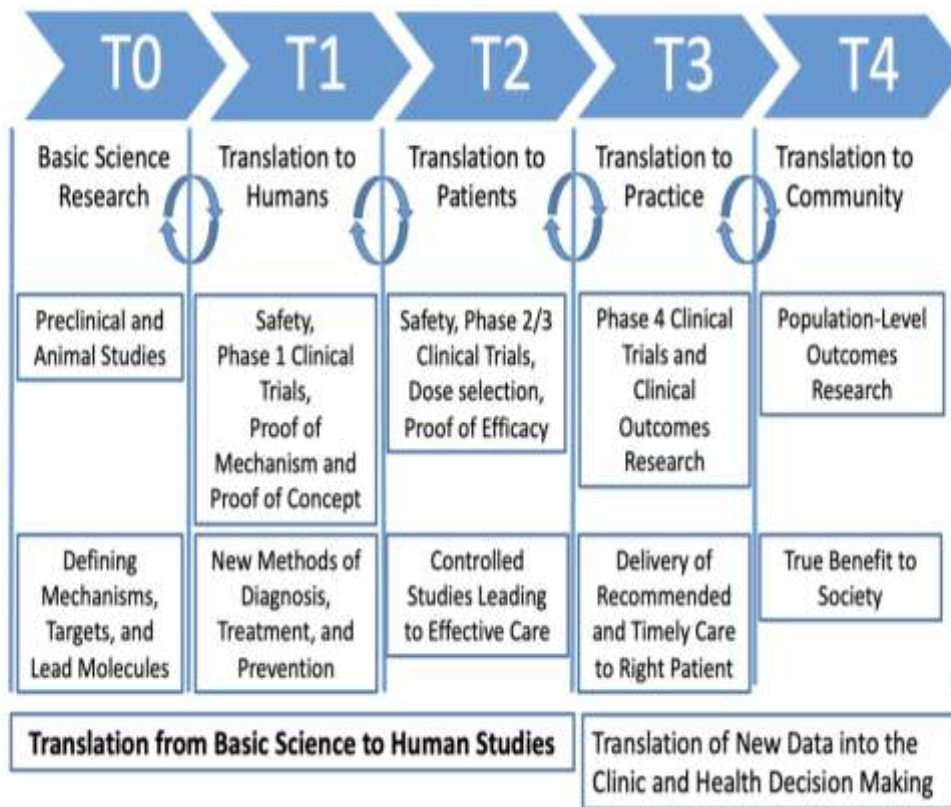 T0
T1
T2
T3
T4
Basic Science
Research
Translation to
Humans
Translation to
Patients
Translation to
Practice
Translation to
Community
Preclinical and
Animal Studies
Safety,
Phase 1 Clinical
Trials,
Proof of
Mechanism and
Proof of Concept
Safety, Phase 2/3
Clinical Trials,
Dose selection,
Proof of Efficacy
Phase 4 Clinical
Trials and
Clinical
Outcomes
Research
Population-Level
Outcomes
Research
Defining
Mechanisms,
Targets, and
Lead Molecules
New Methods of
Diagnosis,
Treatment, and
Prevention
Controlled
Studies Leading
to Effective Care
Delivery of
Recommended
and Timely Care
to Right Patient
True Benefit to
Society
Translation from Basic Science to Human Studies
Translation of New Data into the
Clinic and Health Decision Making